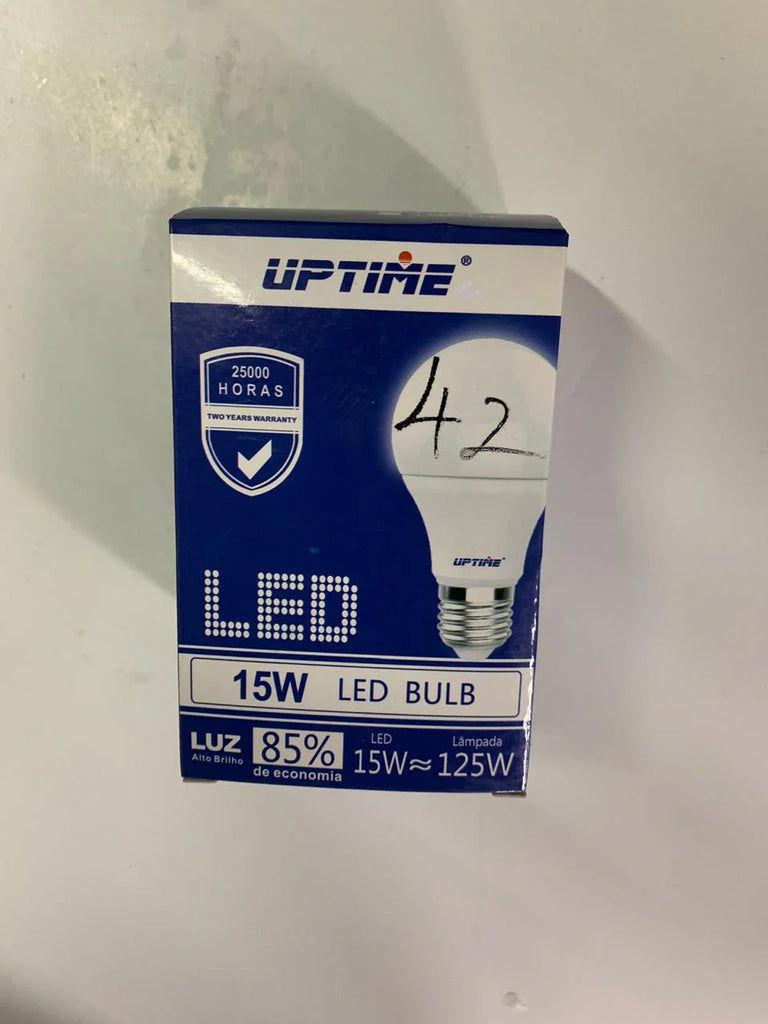 UPTIME®
25000
HORAS
TWO YEARS WARRANTY
42
UPTIME
LED
15W LED BULB
LUZ
Alto Brilho
85%
de economia
LED
15W≈
Lâmpada
125W